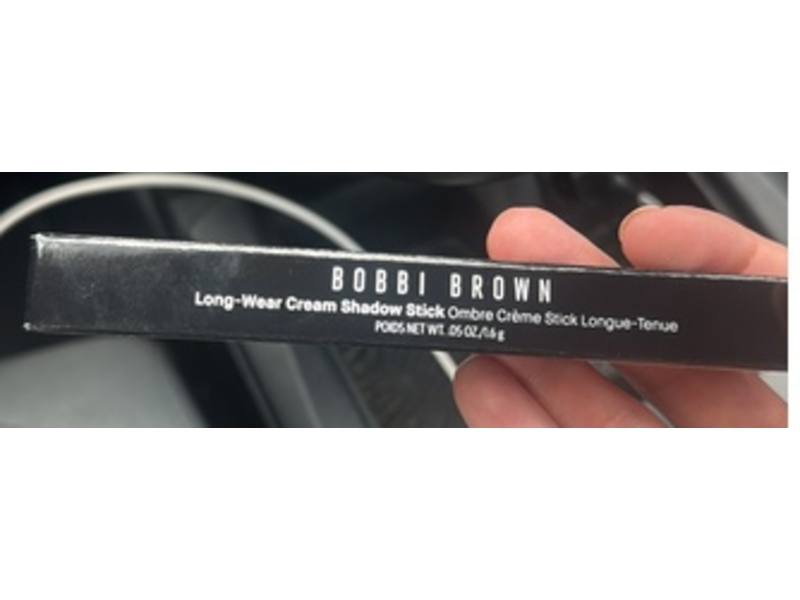 BOBBI BROWN
Long-Wear Cream Shadow Stick Ombre Crème Stick Longue-Tenue
POIDS NET WT. .05 OZ./1.6 g